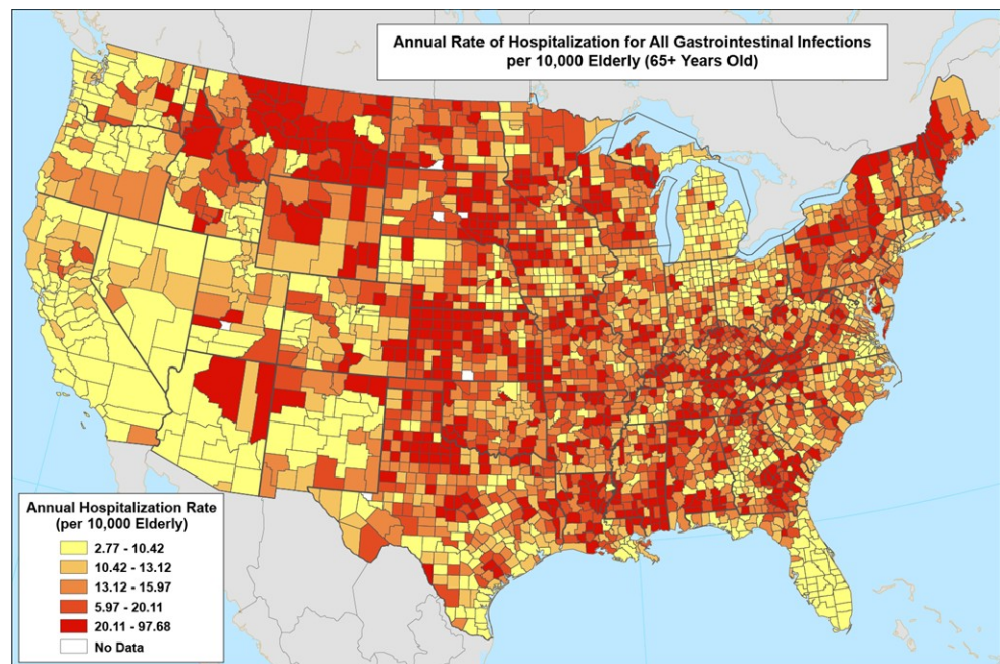 Annual Rate of Hospitalization for All Gastrointestinal Infections
per 10,000 Elderly (65+ Years Old)
Annual Hospitalization Rate
(per 10,000 Elderly)
2.77 - 10.42
10.42 - 13.12
13.12 - 15.97
5.97 - 20.11
20.11 - 97.68
No Data